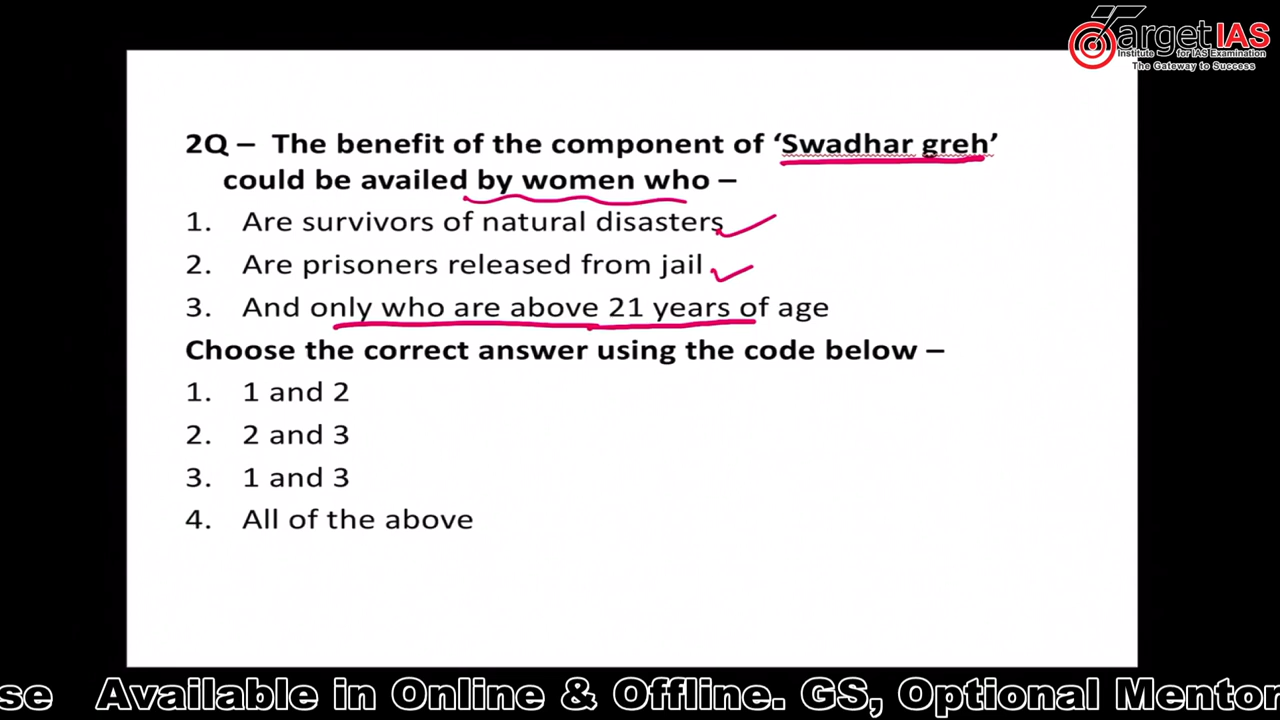 Target IAS
Institute for IAS Examination
The Gateway to Success
2Q – The benefit of the component of ‘Swadhar greh’
could be availed by women who –
1. Are survivors of natural disasters
2. Are prisoners released from jail
3. And only who are above 21 years of age
Choose the correct answer using the code below –
1. 1 and 2
2. 2 and 3
3. 1 and 3
4. All of the above
se Available in Online & Offline. GS, Optional Mentor